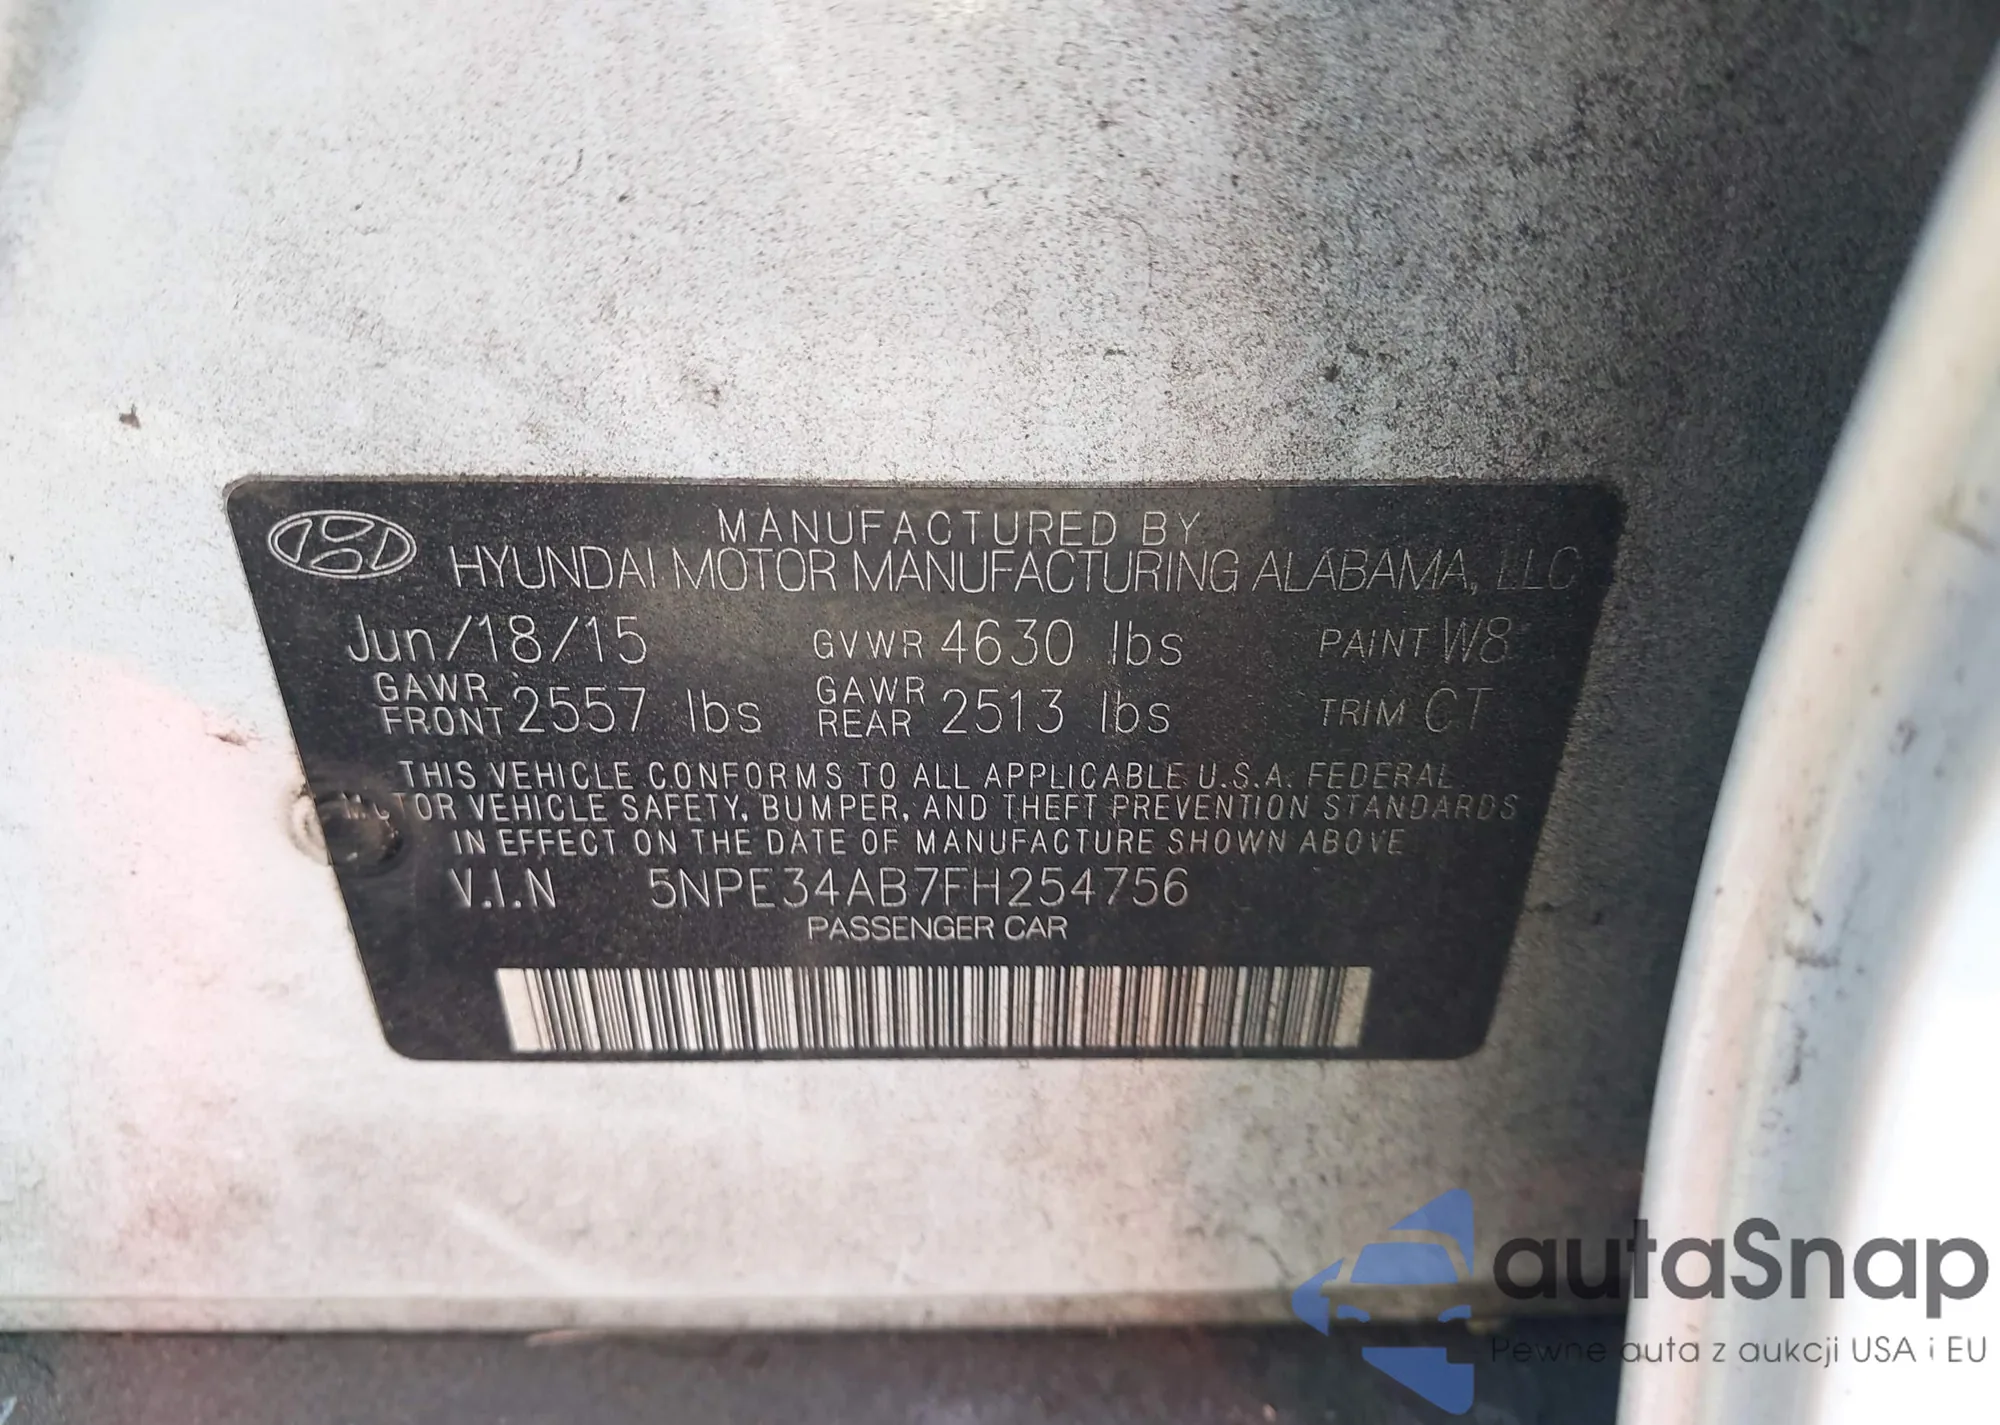 MANUFACTURED BY
HYUNDAI MOTOR MANUFACTURING ALABAMA, LLC
Jun/18/15 GVWR 4630 lbs PAINT W8
GAWR FRONT 2557 lbs GAWR REAR 2513 lbs TRIM CT
THIS VEHICLE CONFORMS TO ALL APPLICABLE U.S.A. FEDERAL
MOTOR VEHICLE SAFETY, BUMPER, AND THEFT PREVENTION STANDARDS
IN EFFECT ON THE DATE OF MANUFACTURE SHOWN ABOVE
V.I.N 5NPE34AB7FH254756
PASSENGER CAR
autaSnap
Pewne auta z aukcji USA i EU